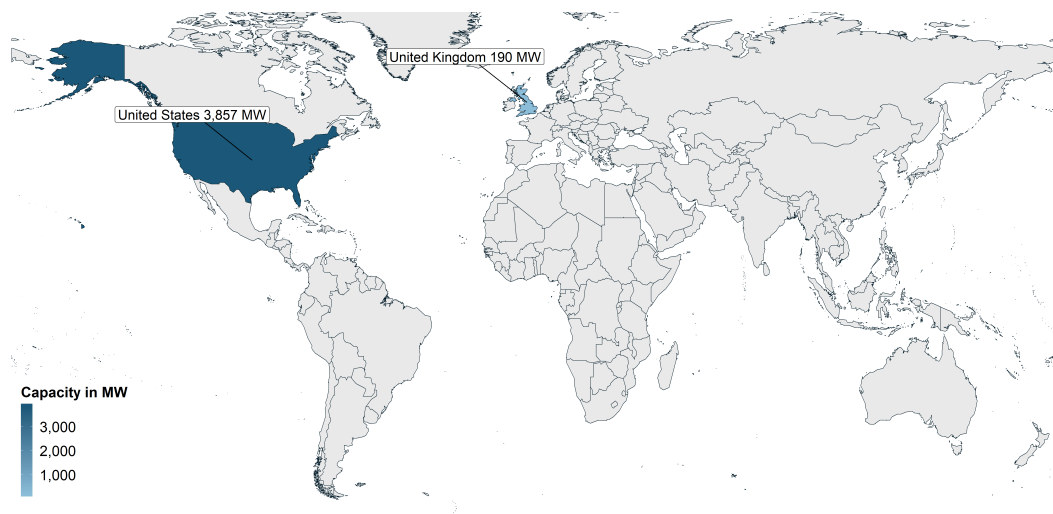 United Kingdom 190 MW
United States 3,857 MW
Capacity in MW
3,000
2,000
1,000